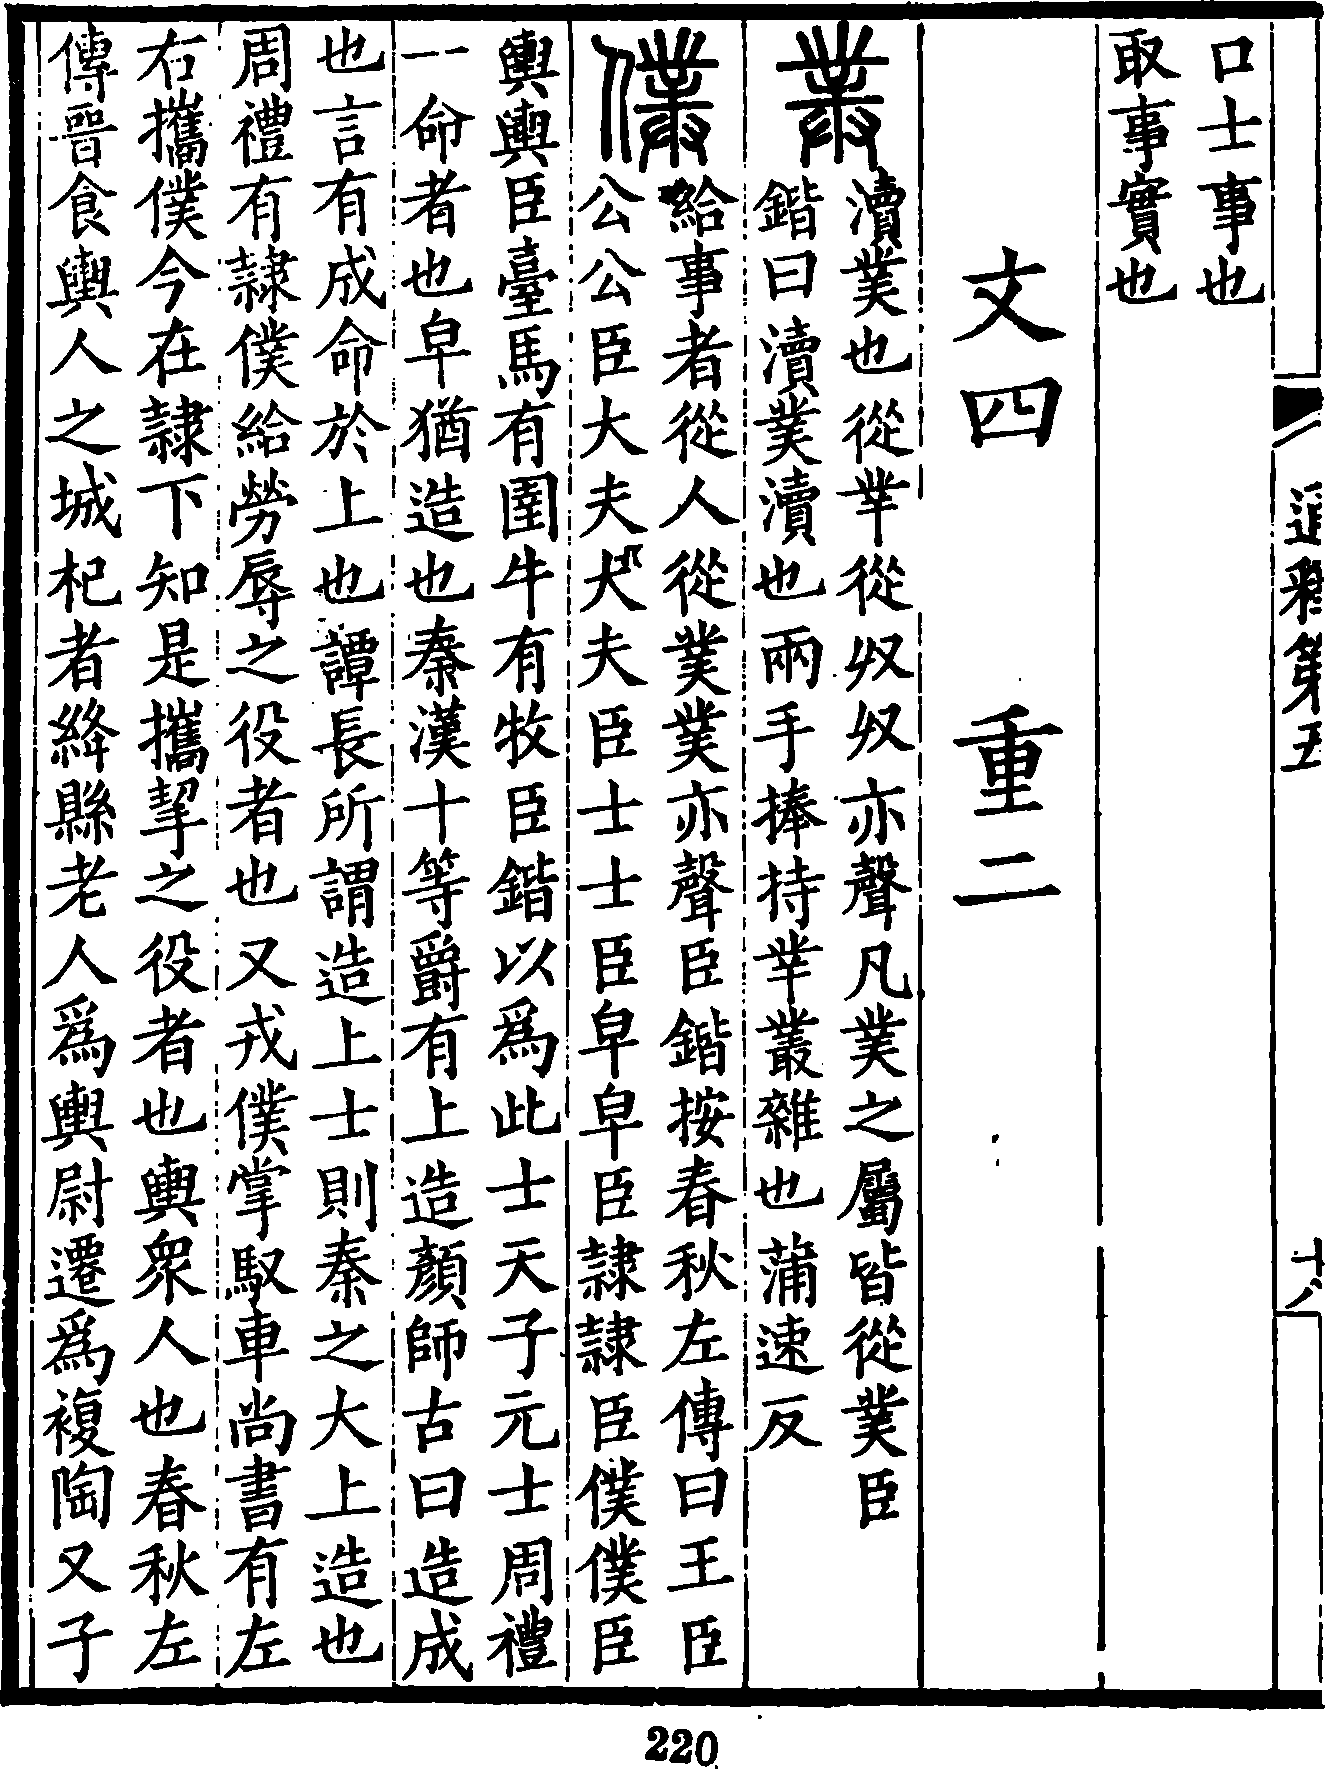 口士事也
取事實也
文四　重二
菐瀆菐也從丵從𠬞𠬞亦聲凡菐之屬皆從菐臣
鍇曰瀆菐瀆也兩手捧持丵叢雜也蒲速反
僕給事者從人從菐菐亦聲臣鍇按春秋左傳曰王臣
公公臣大夫大夫臣士士臣皁皁臣隸隸臣僕僕臣
輿輿臣臺馬有圉牛有牧臣鍇以爲此士天子元士周禮
一命者也皁猶造也秦漢十等爵有上造顏師古曰造成
也言有成命於上也譚長所謂造上士則秦之大上造也
周禮有隸僕給勞辱之役者也又戎僕掌馭車尚書有左
右攜僕今在隸下知是攜挈之役者也輿衆人也春秋左
傳晉食輿人之城杞者絳縣老人爲輿尉遷爲複陶又子
通釋第五
十八
220